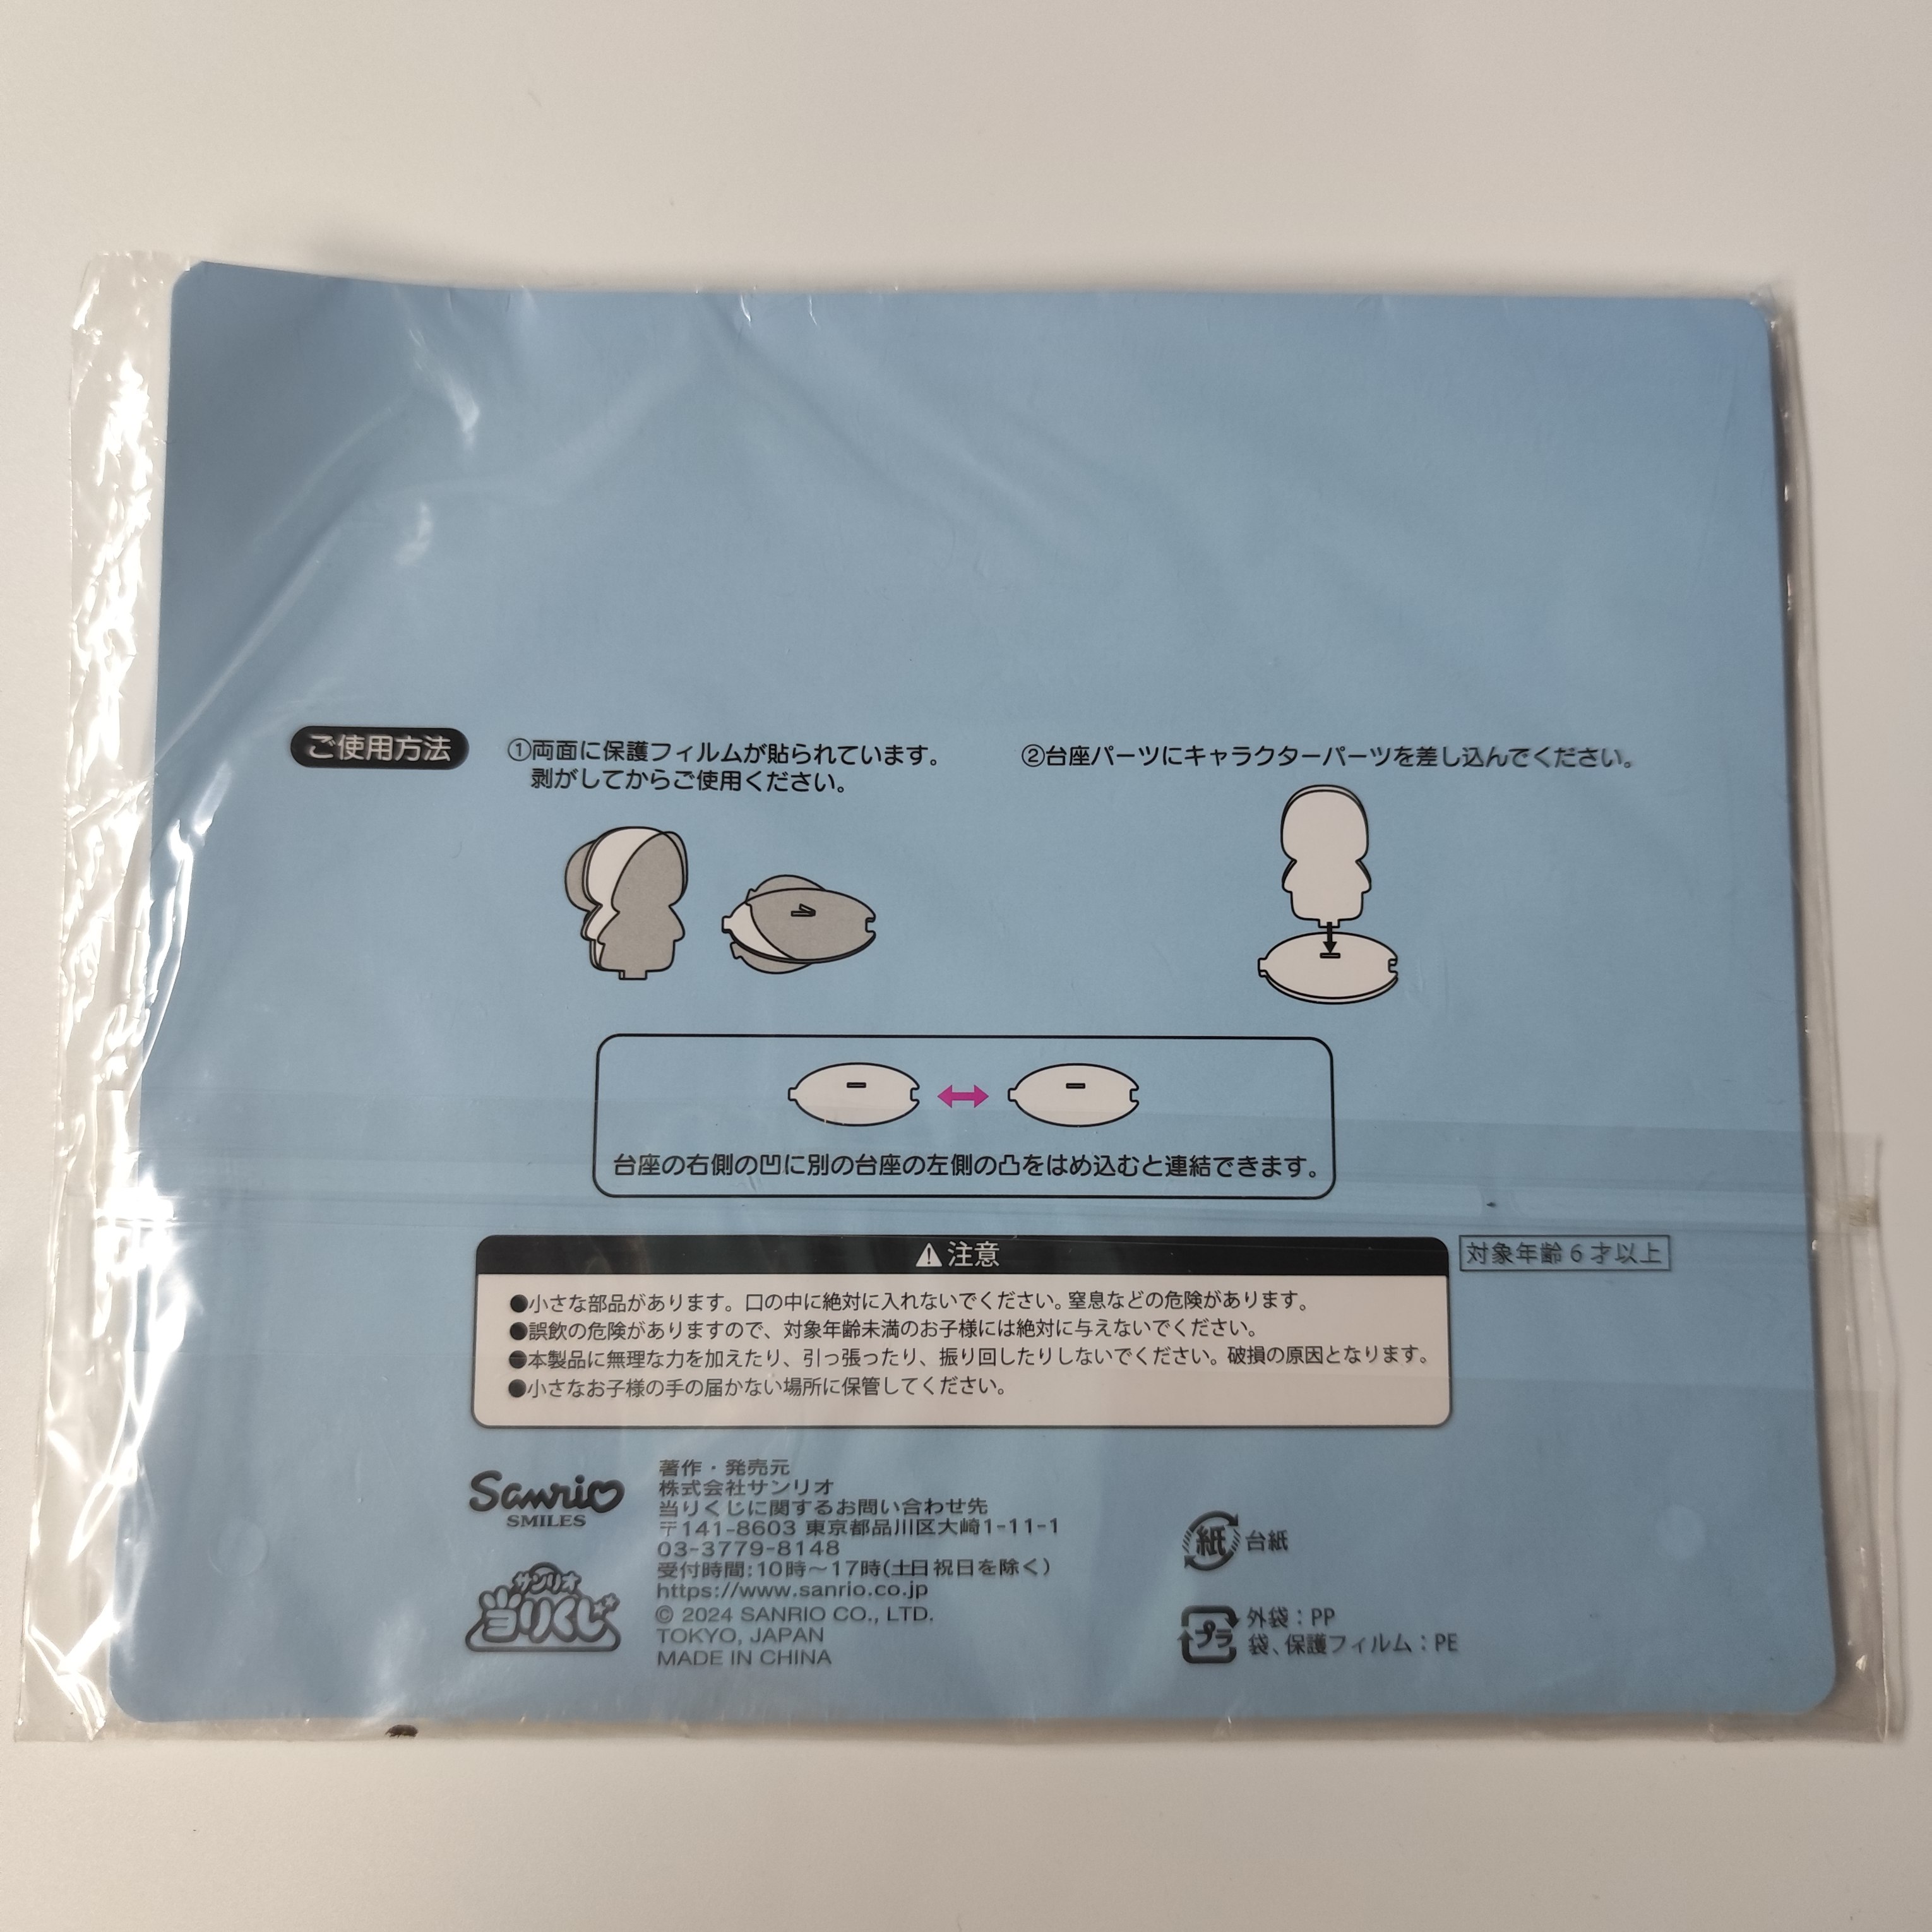 ご使用方法
①両面に保護フィルムが貼られています。
剥がしてからご使用ください。
②台座パーツにキャラクターパーツを差し込んでください。
台座の右側の凹に別の台座の左側の凸をはめ込むと連結できます。
注意
●小さな部品があります。口の中に絶対に入れないでください。窒息などの危険があります。
●誤飲の危険がありますので、対象年齢未満のお子様には絶対に与えないでください。
●本製品に無理な力を加えたり、引っ張ったり、振り回したりしないでください。破損の原因となります。
●小さなお子様の手の届かない場所に保管してください。
対象年齢6才以上
Sanrio
SMILES
サンリオ
当りくじ
著作・発売元
株式会社サンリオ
当りくじに関するお問い合わせ先
〒141-8603 東京都品川区大崎1-11-1
03-3779-8148
受付時間:10時～17時(土日祝日を除く)
https://www.sanrio.co.jp
© 2024 SANRIO CO., LTD.
TOKYO, JAPAN
MADE IN CHINA
紙 台紙
プラ 外袋：PP
袋、保護フィルム：PE